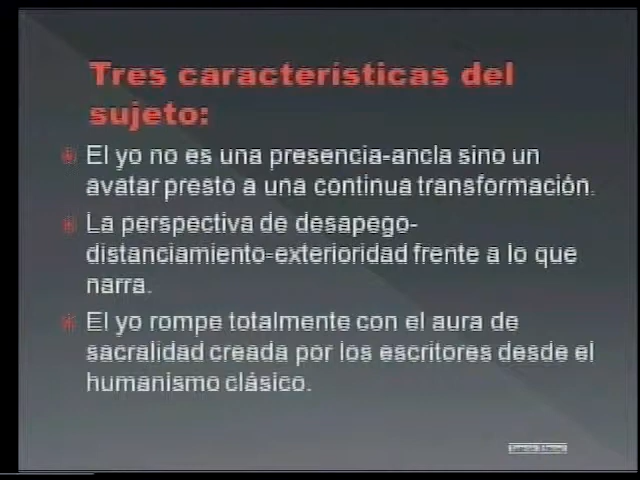 Tres características del
sujeto:
El yo no es una presencia-ancla sino un
avatar presto a una continua transformación.
La perspectiva de desapego-
distanciamiento-exterioridad frente a lo que
narra.
El yo rompe totalmente con el aura de
sacralidad creada por los escritores desde el
humanismo clásico.